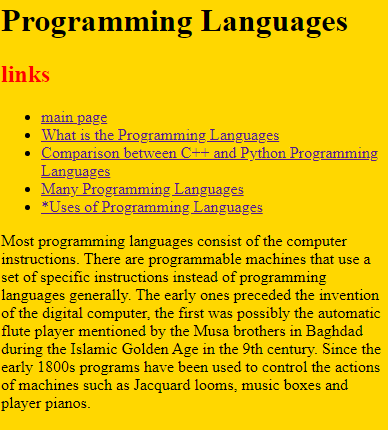 Programming Languages
links
main page
What is the Programming Languages
Comparison between C++ and Python Programming
Languages
Many Programming Languages
*Uses of Programming Languages
Most programming languages consist of the computer
instructions. There are programmable machines that use a
set of specific instructions instead of programming
languages generally. The early ones preceded the invention
of the digital computer, the first was possibly the automatic
flute player mentioned by the Musa brothers in Baghdad
during the Islamic Golden Age in the 9th century. Since the
early 1800s programs have been used to control the actions
of machines such as Jacquard looms, music boxes and
player pianos.